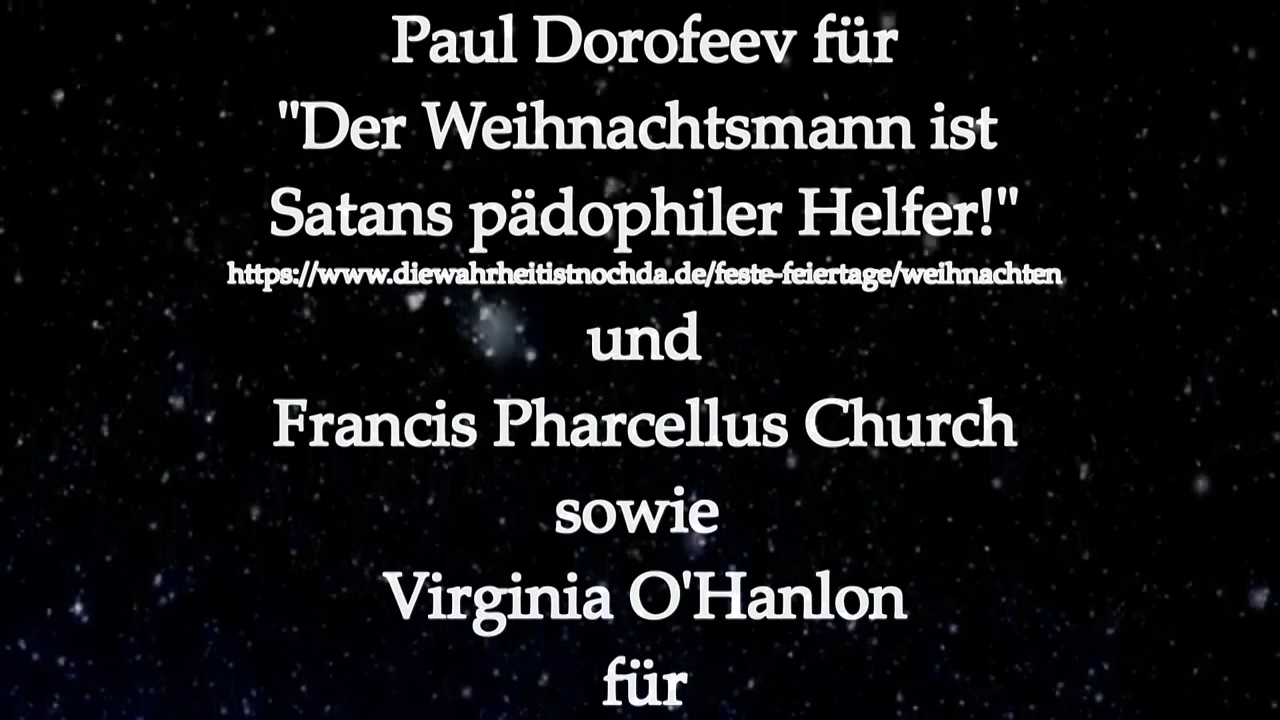 Paul Dorofeev für
"Der Weihnachtsmann ist
Satans pädophiler Helfer!"
https://www.diewahrheitistnochda.de/feste-feiertage/weihnachten
und
Francis Pharcellus Church
sowie
Virginia O'Hanlon
für